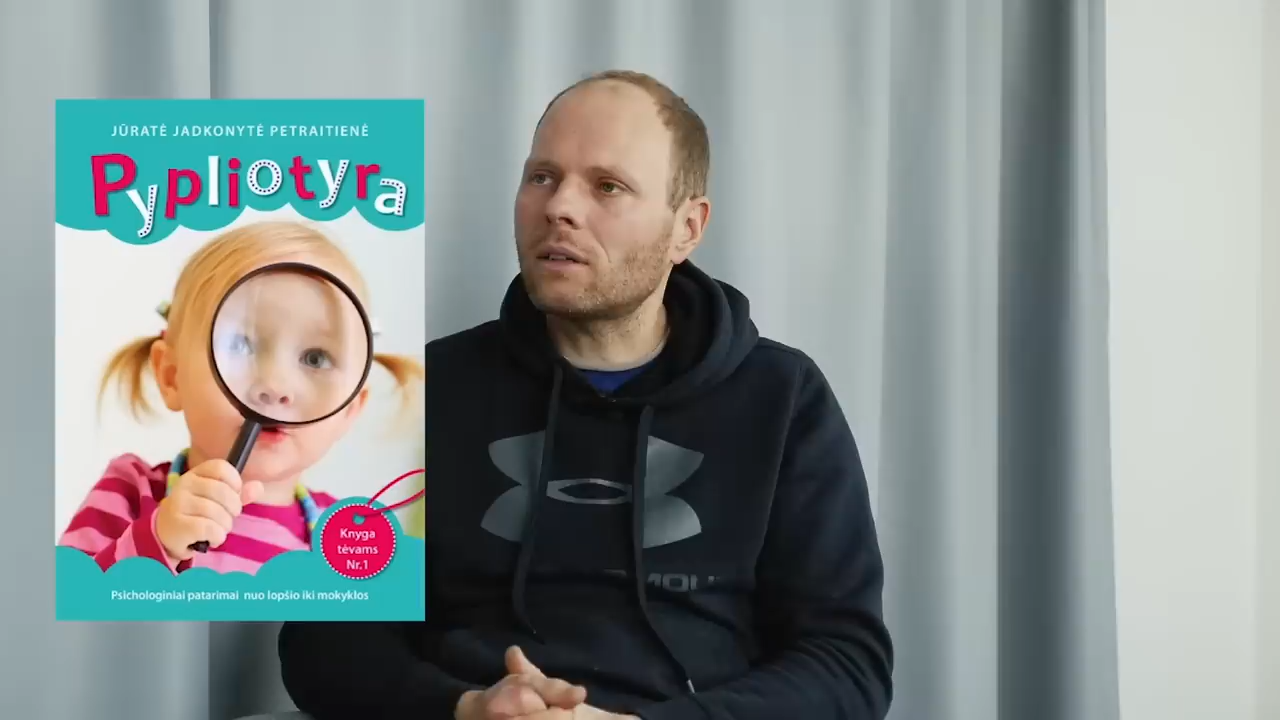 JŪRATĖ JADKONYTĖ PETRAITIENĖ
Pypliotyra
Knyga
tėvams
Nr.1
Psichologiniai patarimai nuo lopšio iki mokyklos